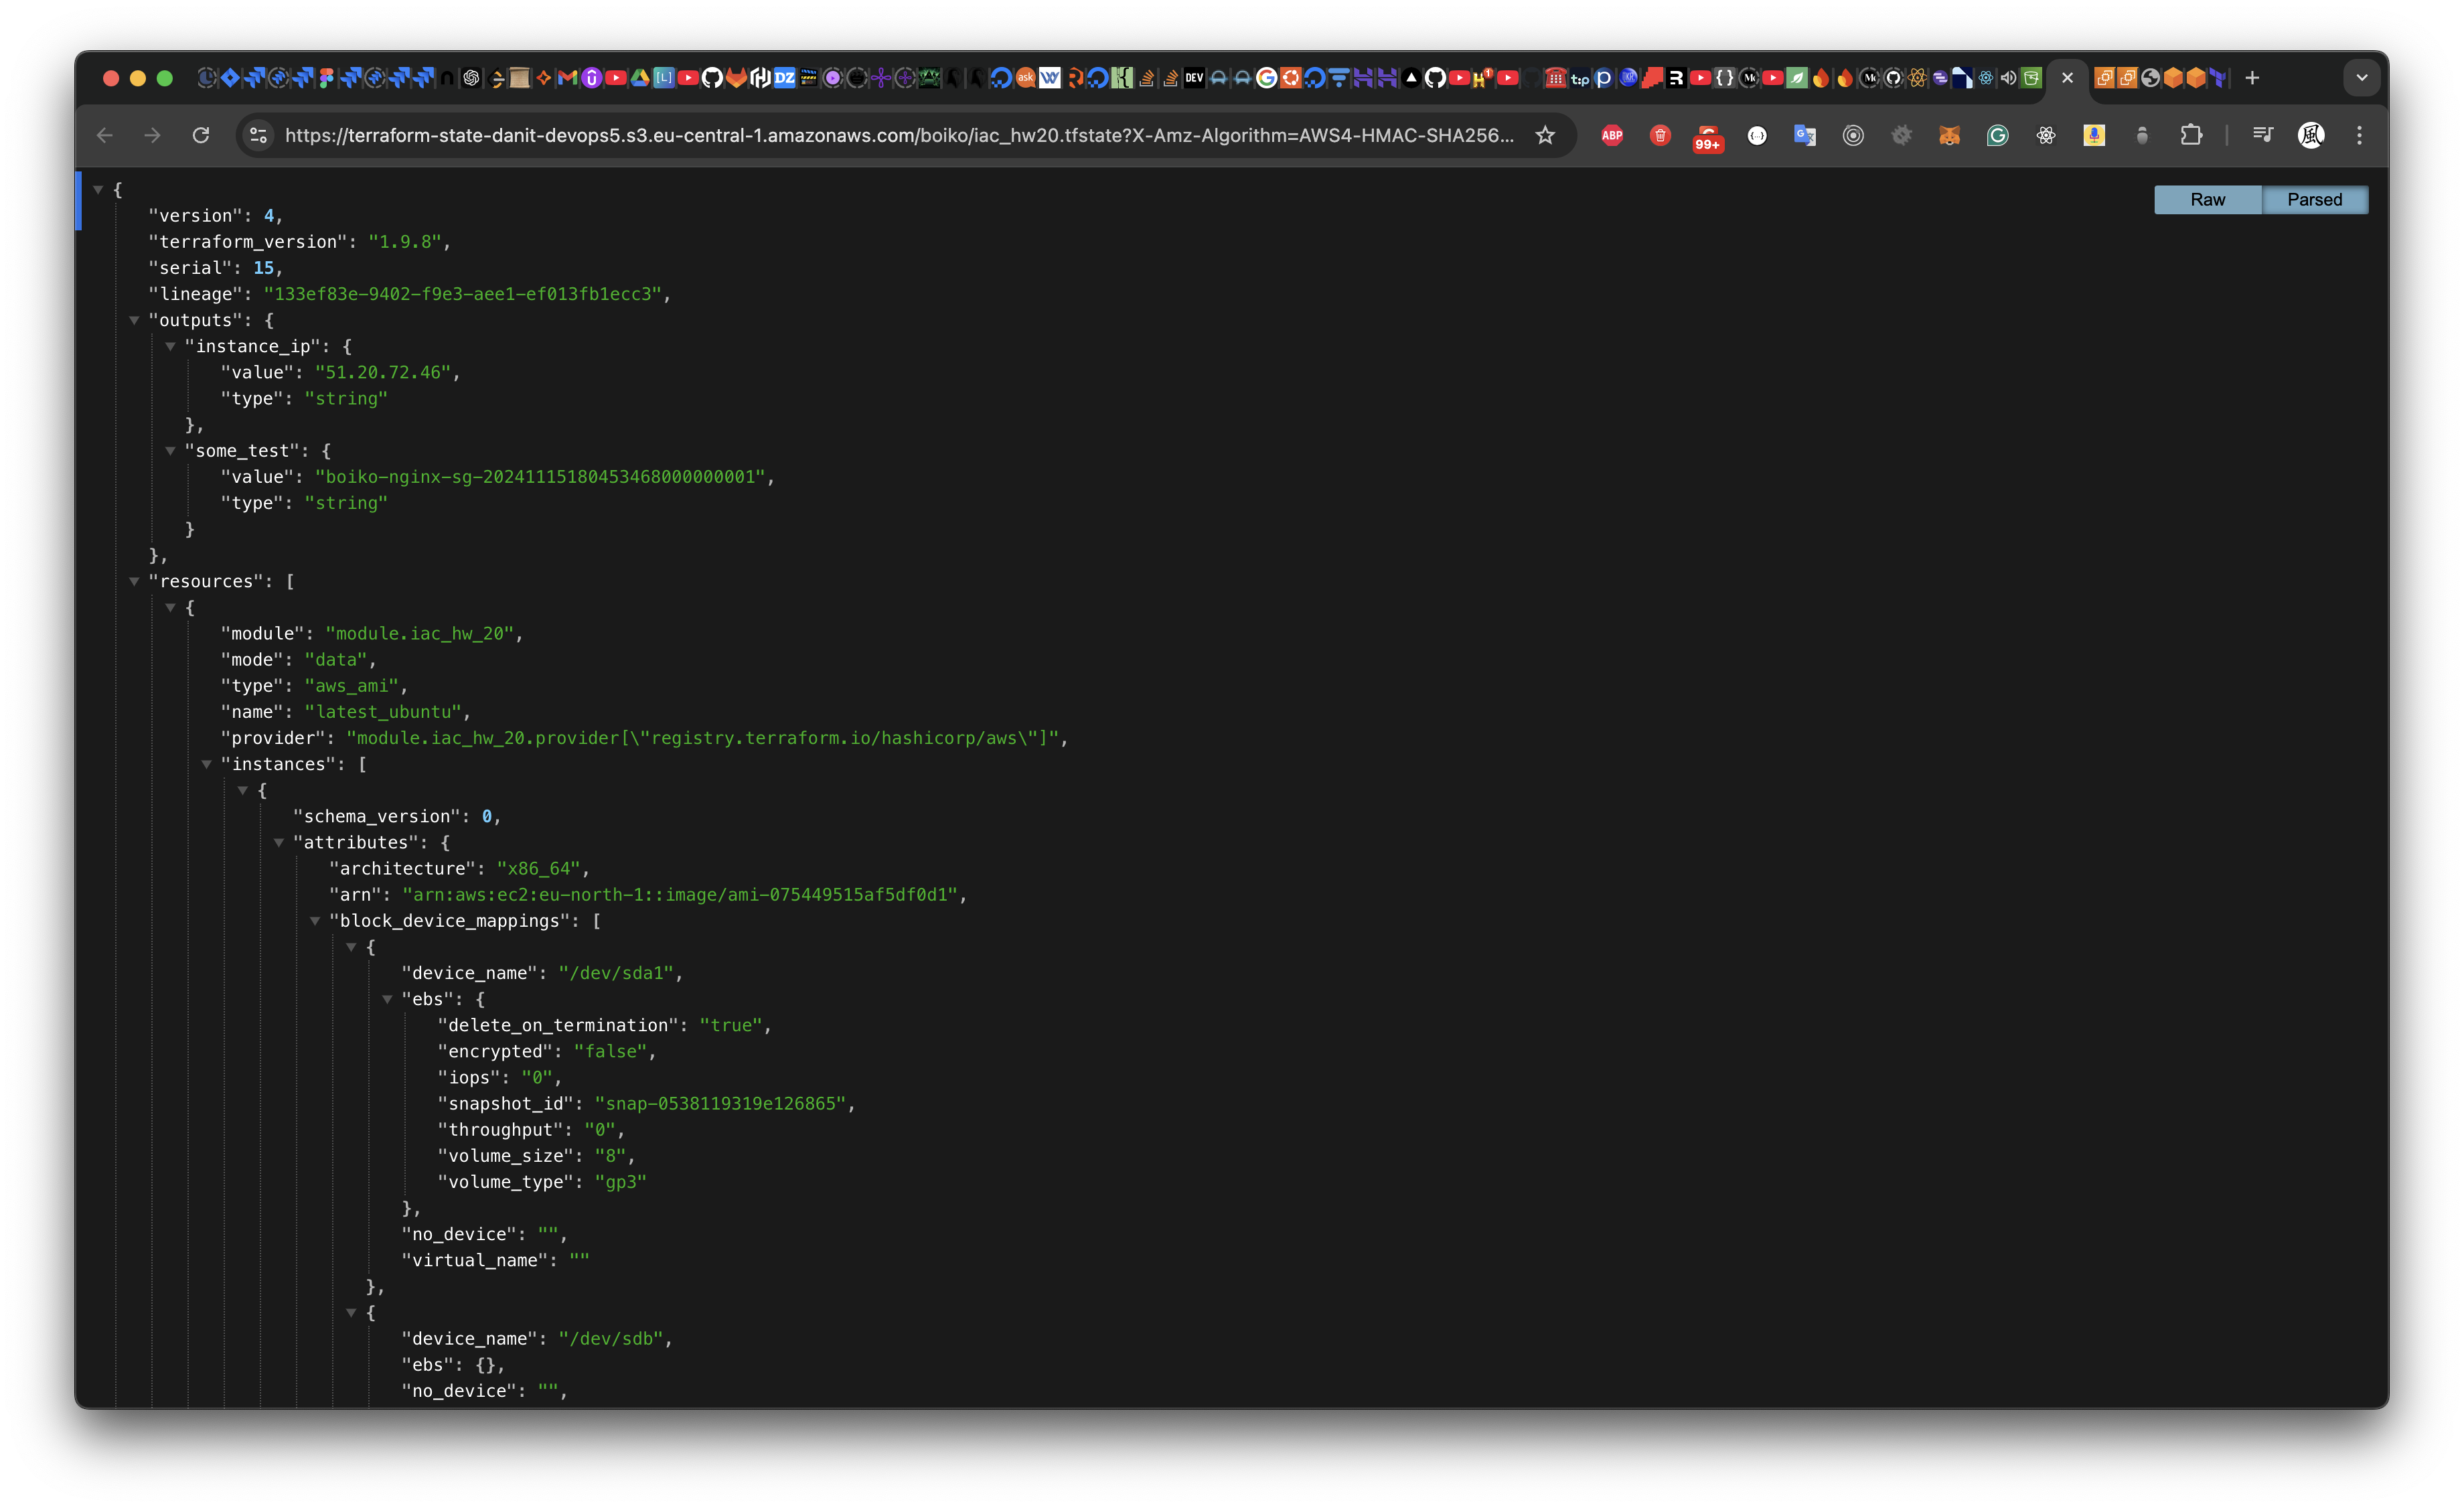 DZ
DEV
ask
[L]
{}
t:p
https://terraform-state-danit-devops5.s3.eu-central-1.amazonaws.com/boiko/iac_hw20.tfstate?X-Amz-Algorithm=AWS4-HMAC-SHA256...
ABP
99+
風
Raw
Parsed
{
"version": 4,
"terraform_version": "1.9.8",
"serial": 15,
"lineage": "133ef83e-9402-f9e3-aee1-ef013fb1ecc3",
"outputs": {
"instance_ip": {
"value": "51.20.72.46",
"type": "string"
},
"some_test": {
"value": "boiko-nginx-sg-20241115180453468000000001",
"type": "string"
}
},
"resources": [
{
"module": "module.iac_hw_20",
"mode": "data",
"type": "aws_ami",
"name": "latest_ubuntu",
"provider": "module.iac_hw_20.provider[\"registry.terraform.io/hashicorp/aws\"]",
"instances": [
{
"schema_version": 0,
"attributes": {
"architecture": "x86_64",
"arn": "arn:aws:ec2:eu-north-1::image/ami-075449515af5df0d1",
"block_device_mappings": [
{
"device_name": "/dev/sda1",
"ebs": {
"delete_on_termination": "true",
"encrypted": "false",
"iops": "0",
"snapshot_id": "snap-0538119319e126865",
"throughput": "0",
"volume_size": "8",
"volume_type": "gp3"
},
"no_device": "",
"virtual_name": ""
},
{
"device_name": "/dev/sdb",
"ebs": {},
"no_device": "",